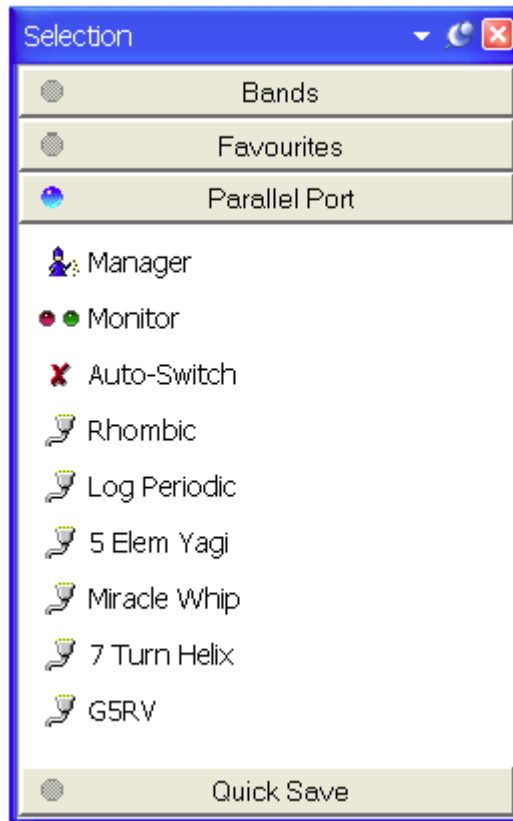 Selection
Bands
Favourites
Parallel Port
Manager
Monitor
Auto-Switch
Rhombic
Log Periodic
5 Elem Yagi
Miracle Whip
7 Turn Helix
G5RV
Quick Save